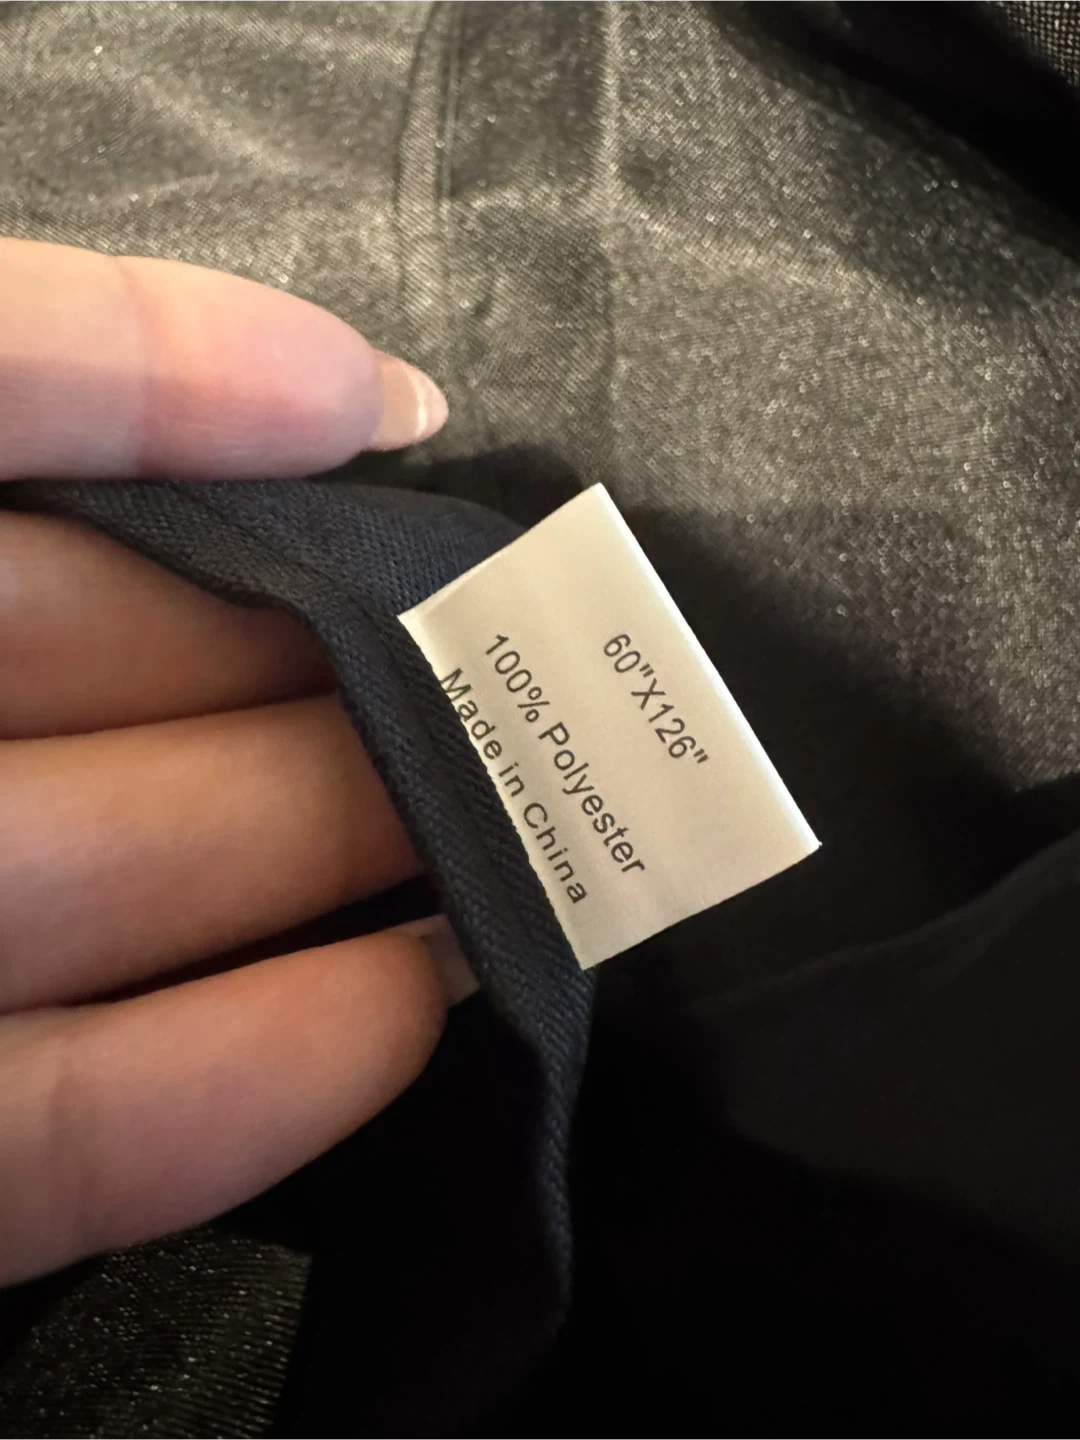 60"X126"
100% Polyester
Made in China